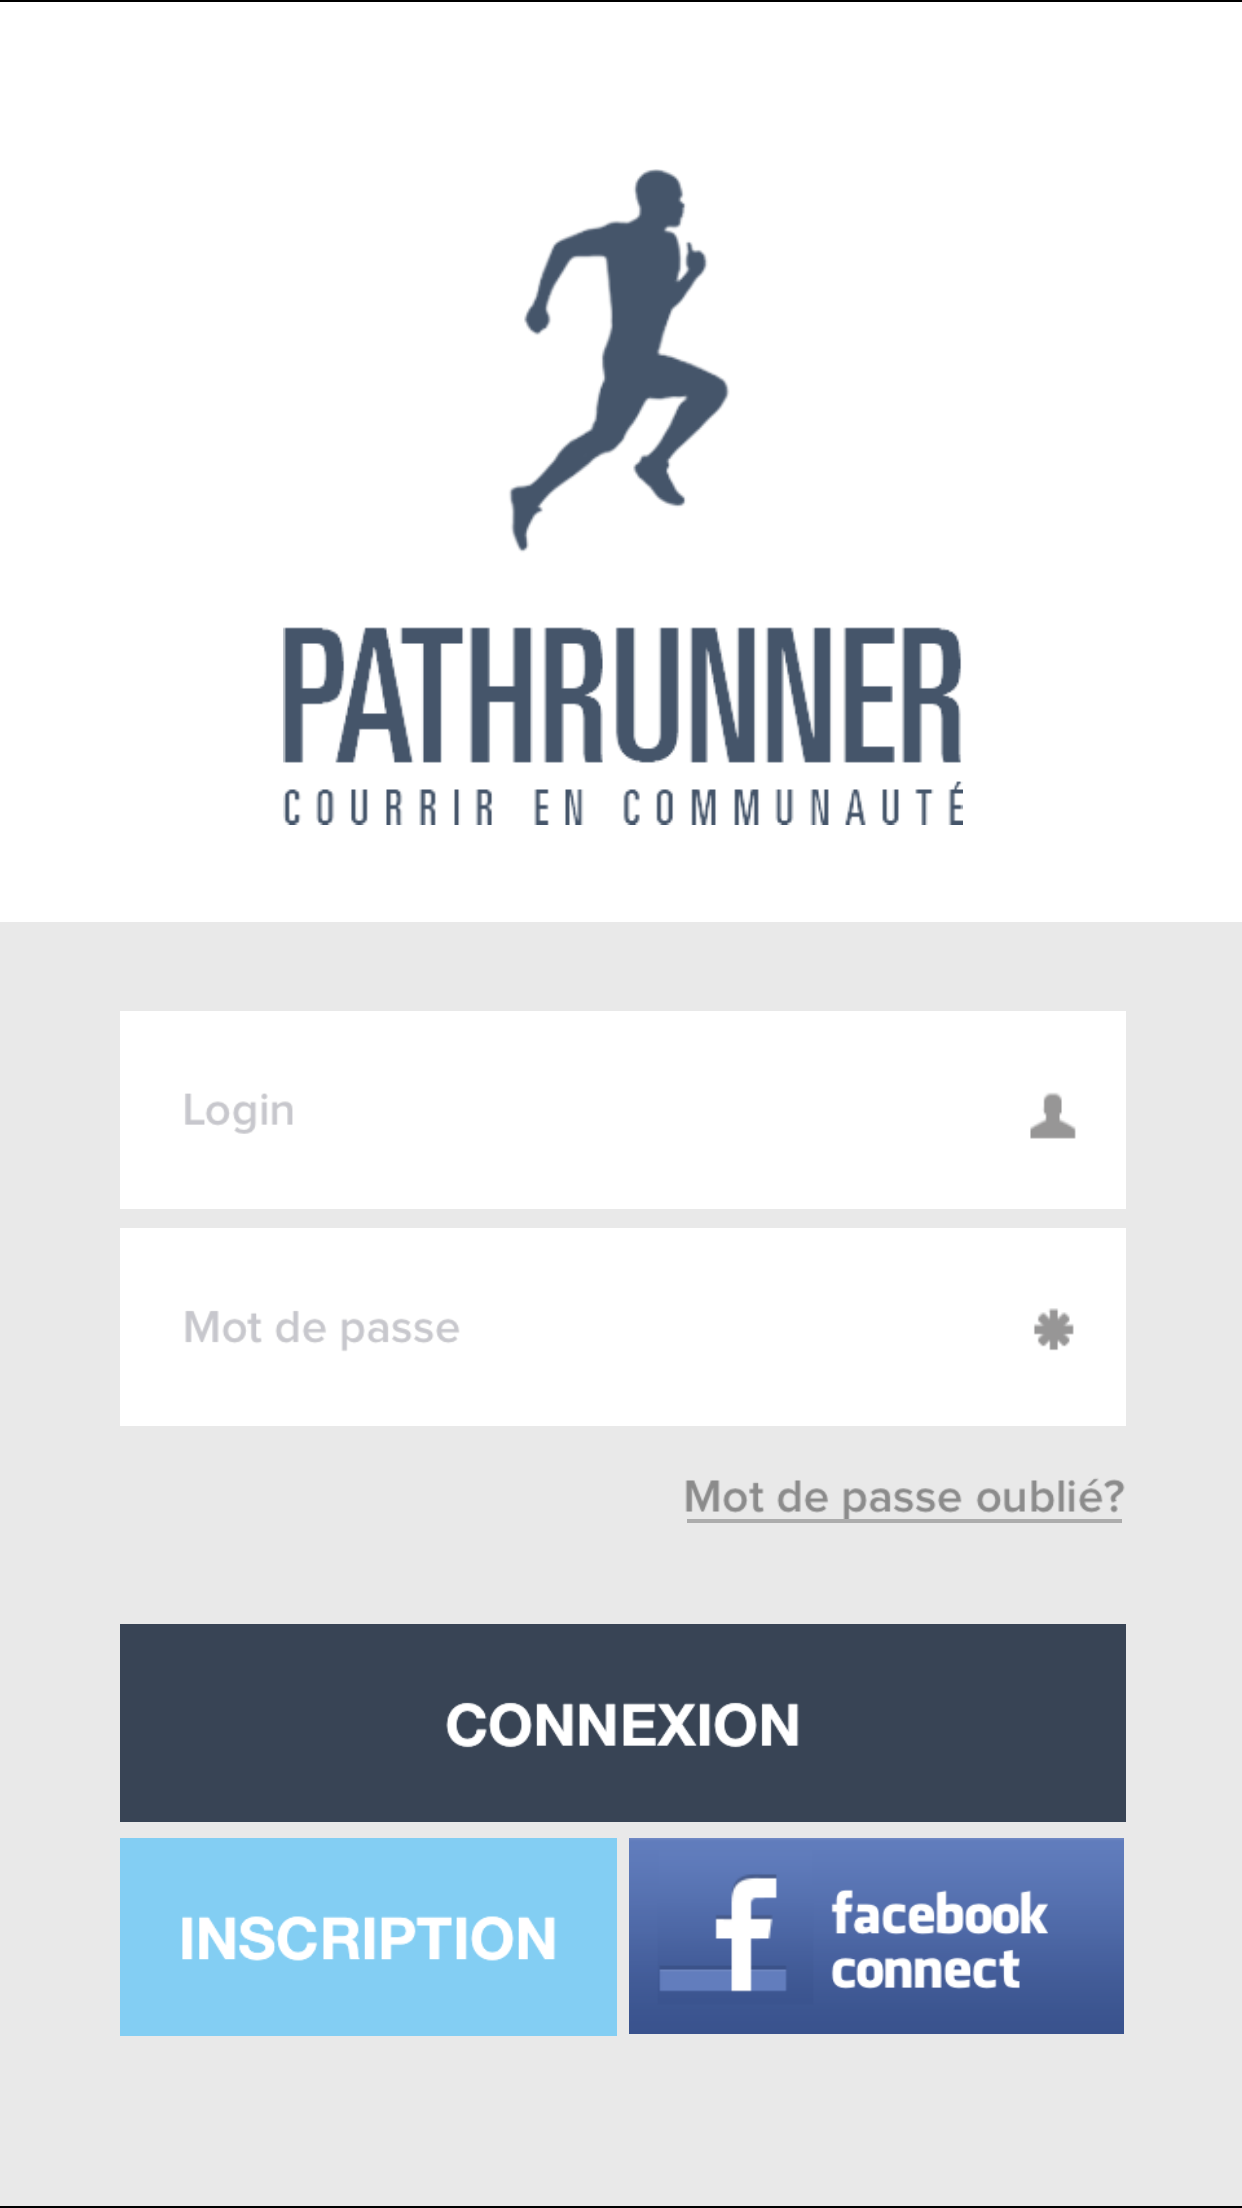 PATHRUNNER
COURRIR EN COMMUNAUTÉ
Login
Mot de passe
Mot de passe oublié?
CONNEXION
INSCRIPTION
f
facebook
connect